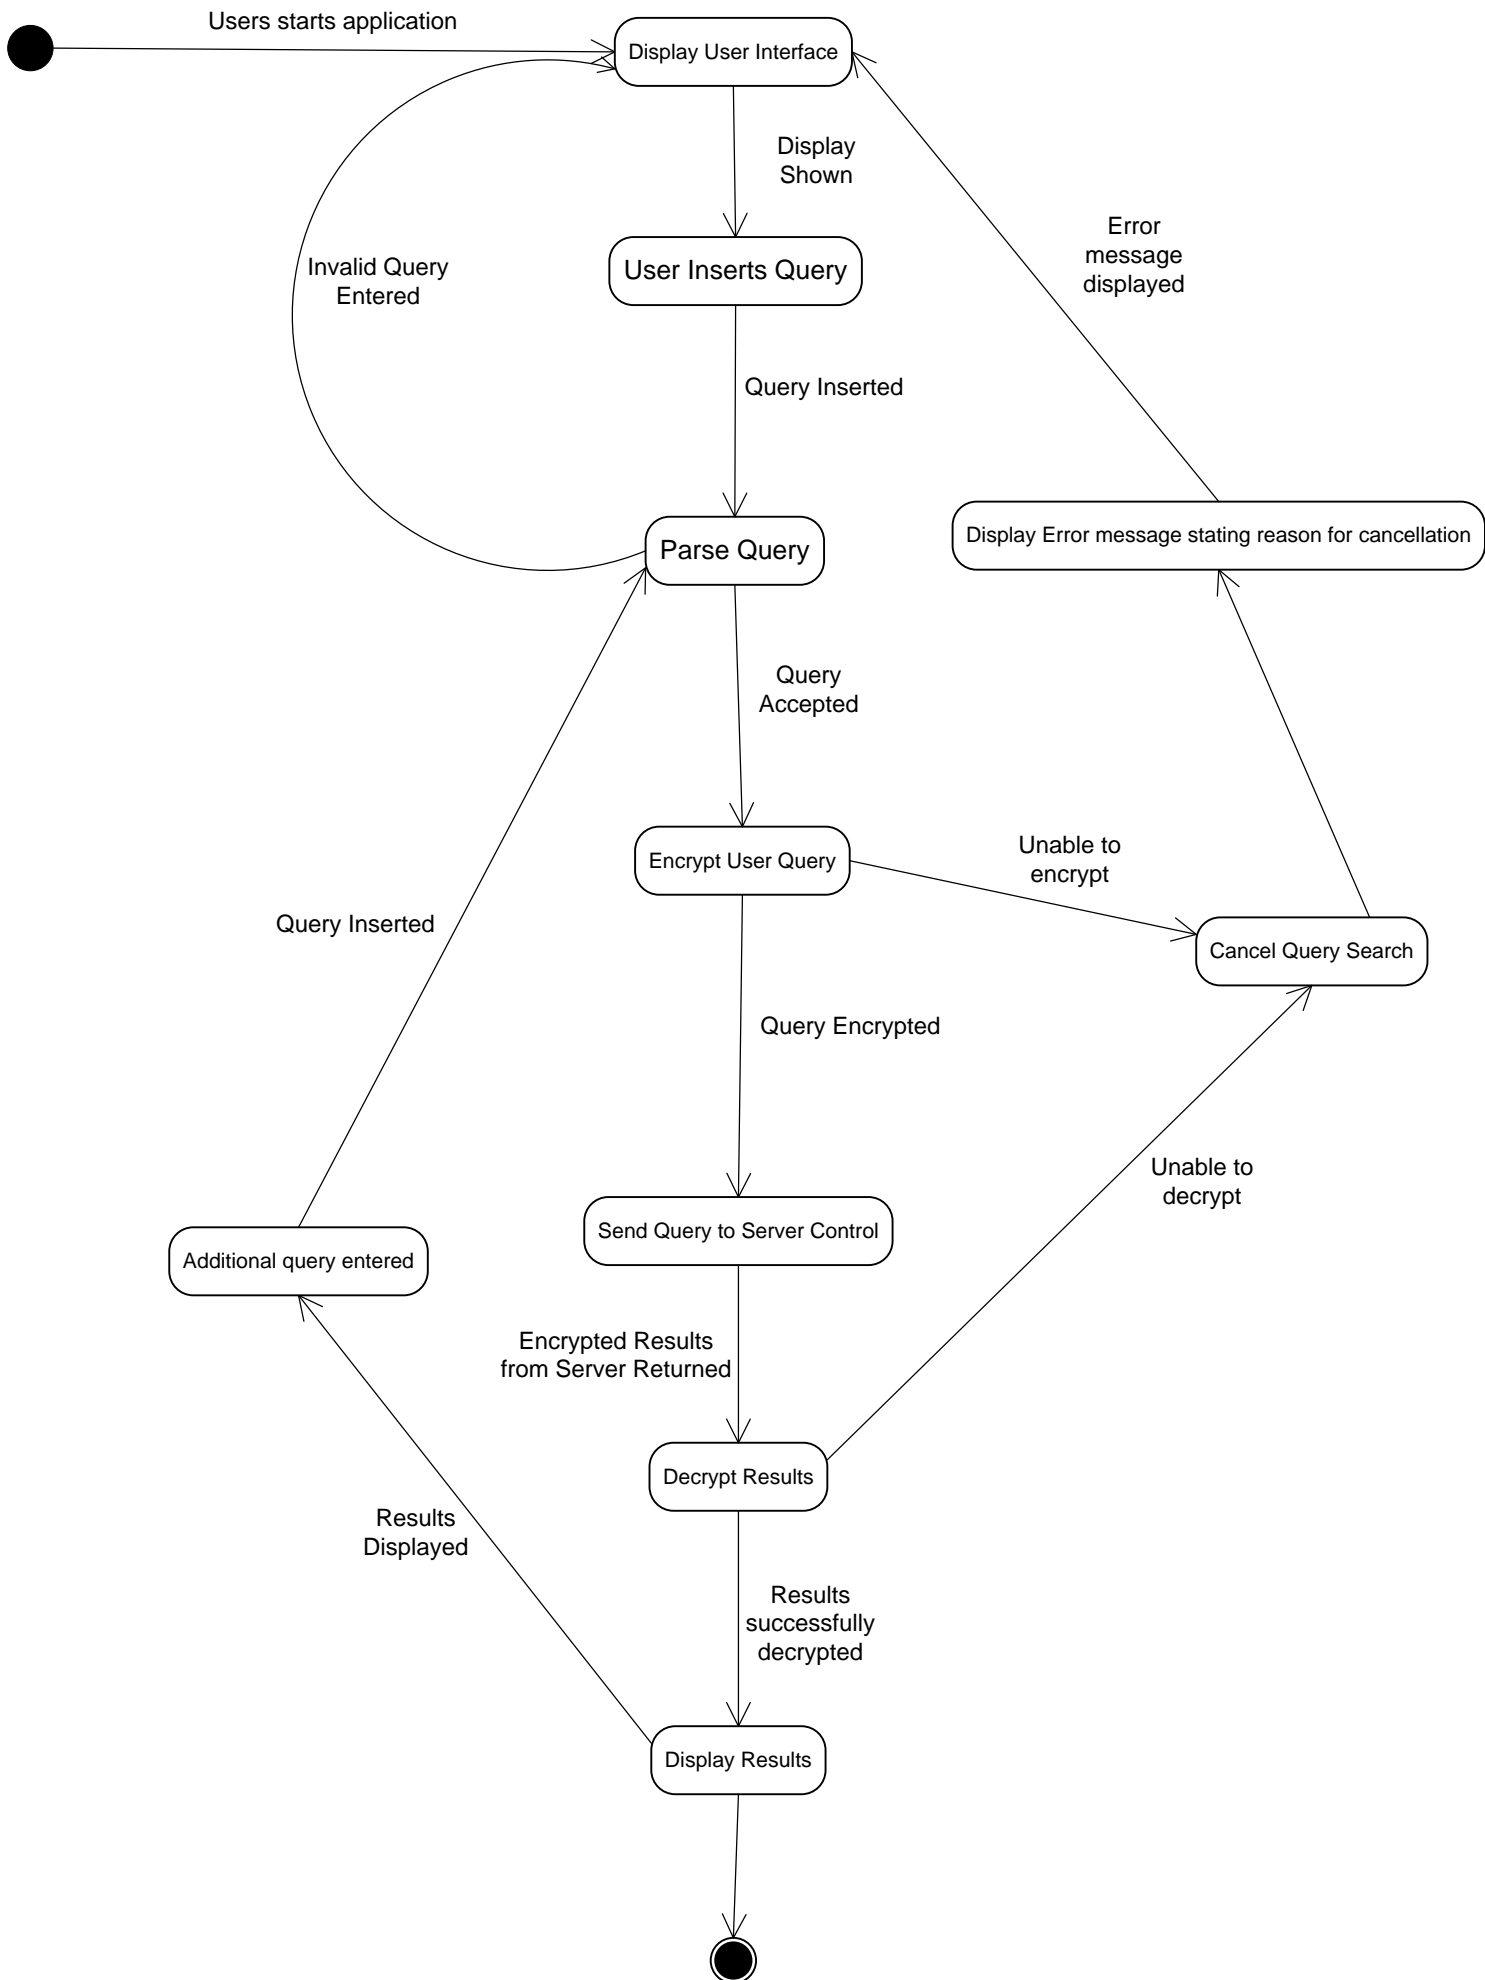 Users starts application
Display User Interface
Display
Shown
Error
message
displayed
Invalid Query
Entered
User Inserts Query
Query Inserted
Parse Query
Display Error message stating reason for cancellation
Query
Accepted
Unable to
encrypt
Encrypt User Query
Query Inserted
Cancel Query Search
Query Encrypted
Unable to
decrypt
Send Query to Server Control
Additional query entered
Encrypted Results
from Server Returned
Decrypt Results
Results
Displayed
Results
successfully
decrypted
Display Results